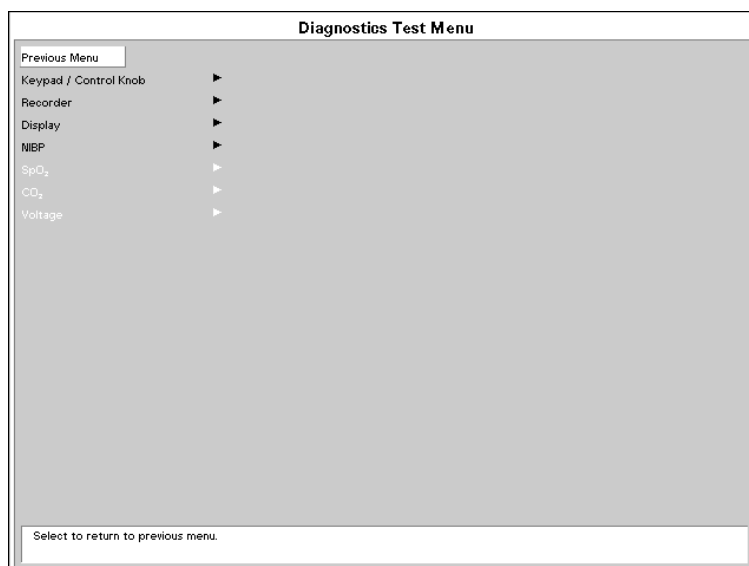 Diagnostics Test Menu
Previous Menu
Keypad / Control Knob
Recorder
Display
NIBP
SpO₂
CO₂
Voltage
Select to return to previous menu.